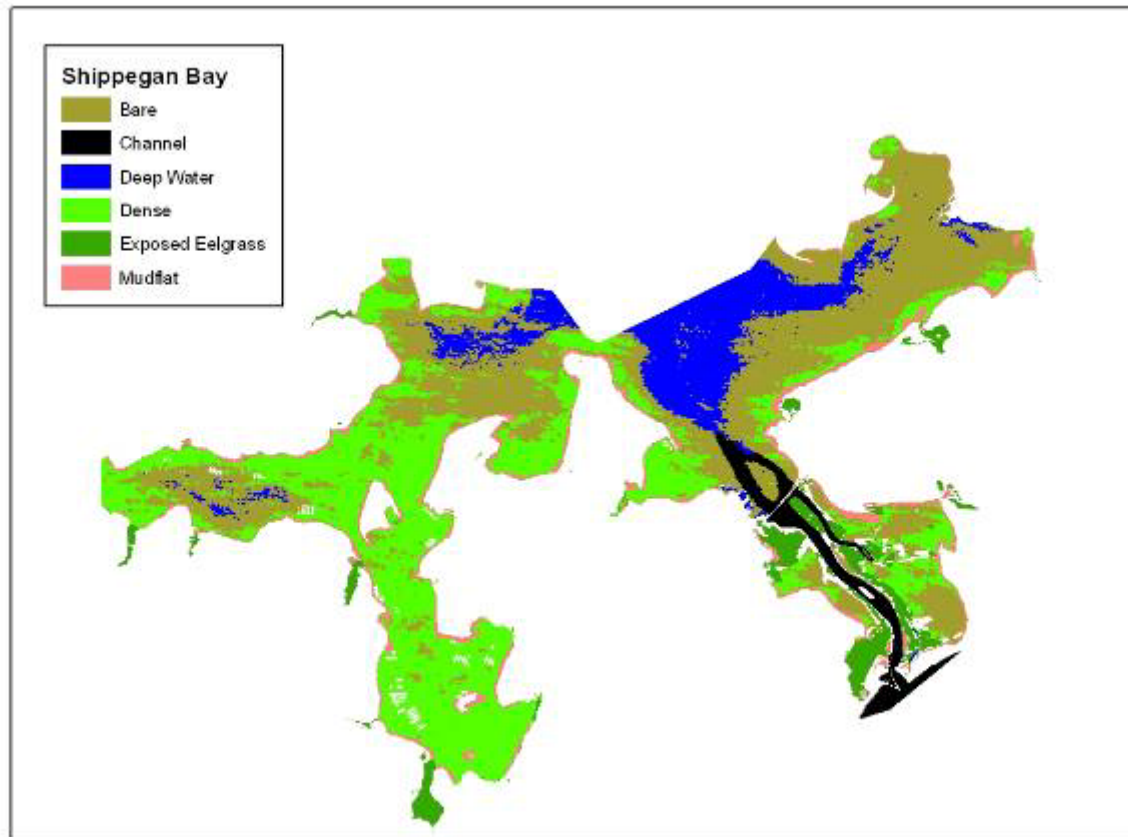 Shippegan Bay
Bare
Channel
Deep Water
Dense
Exposed Eelgrass
Mudflat